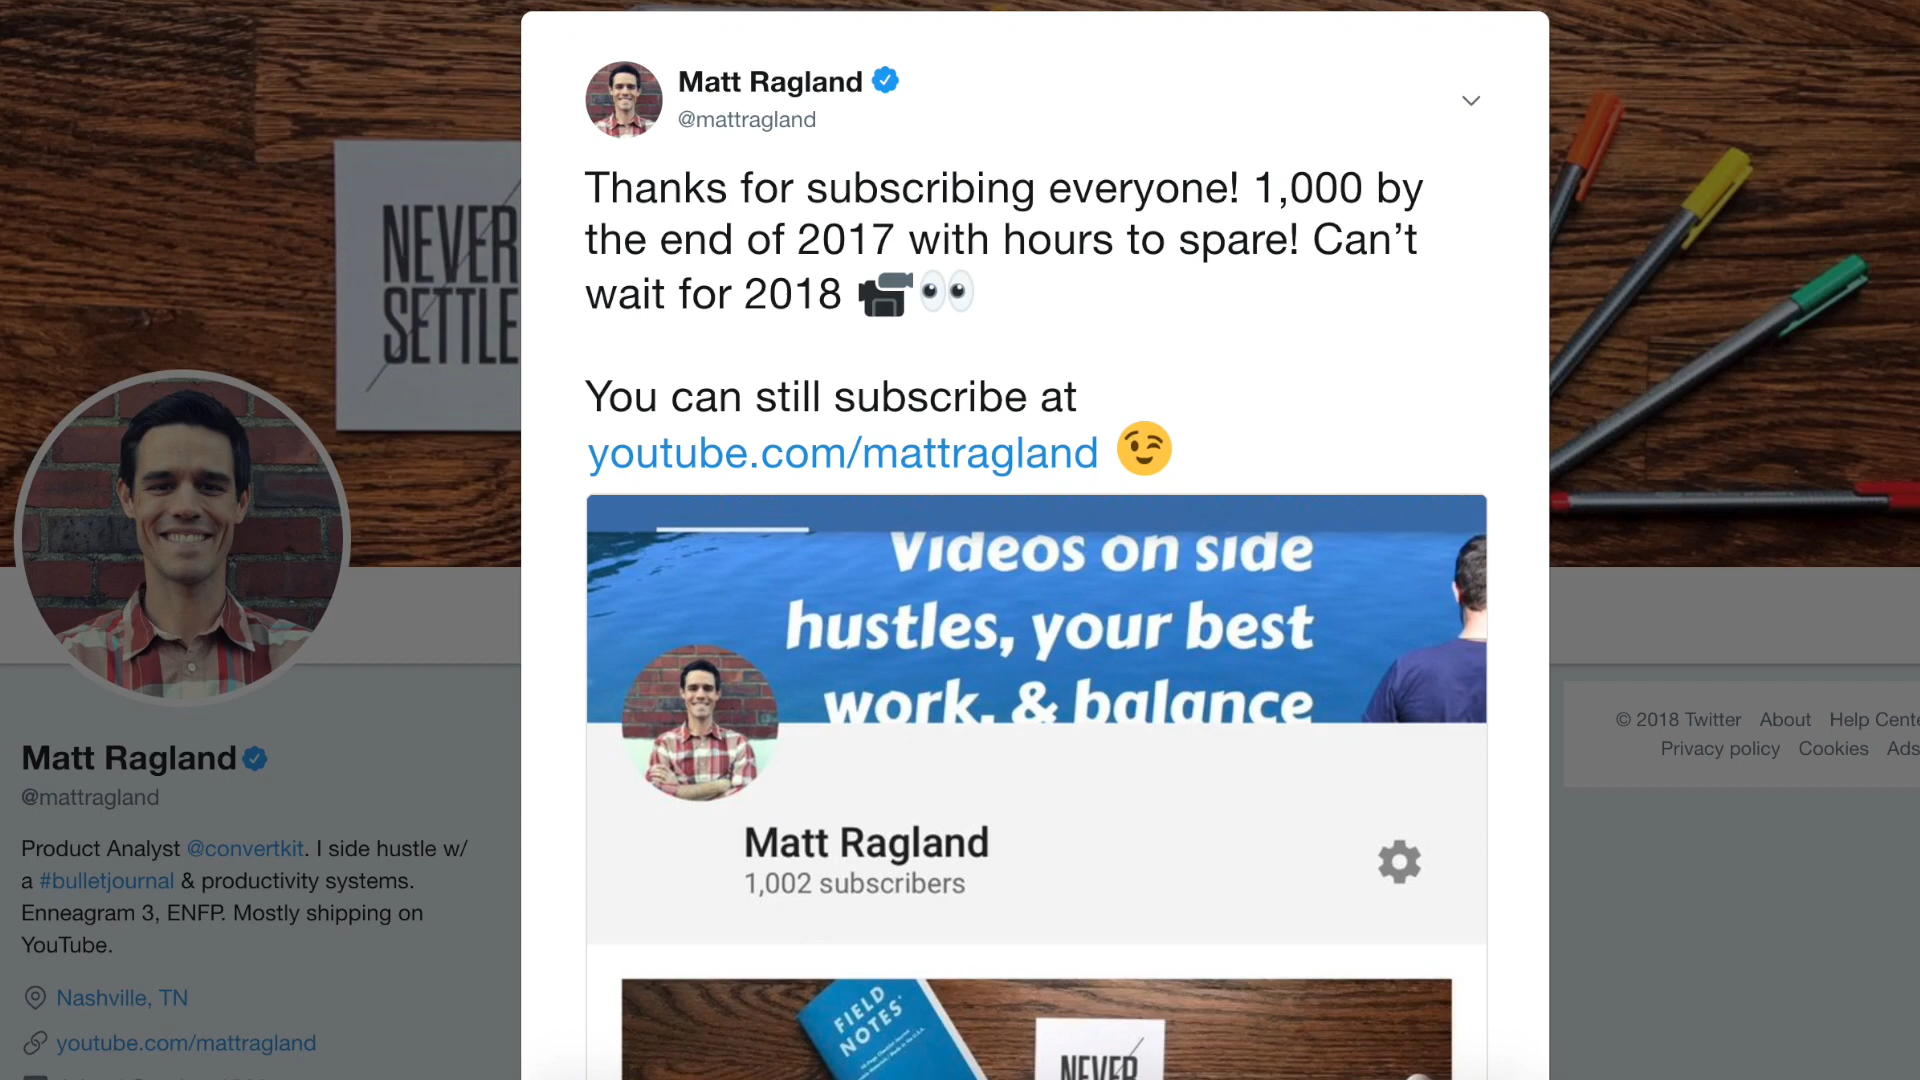 NEVER
SETTLE
Matt Ragland
@mattragland
Thanks for subscribing everyone! 1,000 by
the end of 2017 with hours to spare! Can’t
wait for 2018
You can still subscribe at
youtube.com/mattragland
Videos on side
hustles, your best
work, & balance
Matt Ragland
1,002 subscribers
FIELD
NOTES
NEVER
Matt Ragland
@mattragland
Product Analyst @convertkit. I side hustle w/
a #bulletjournal & productivity systems.
Enneagram 3, ENFP. Mostly shipping on
YouTube.
Nashville, TN
youtube.com/mattragland
© 2018 Twitter About Help Cente
Privacy policy Cookies Ads